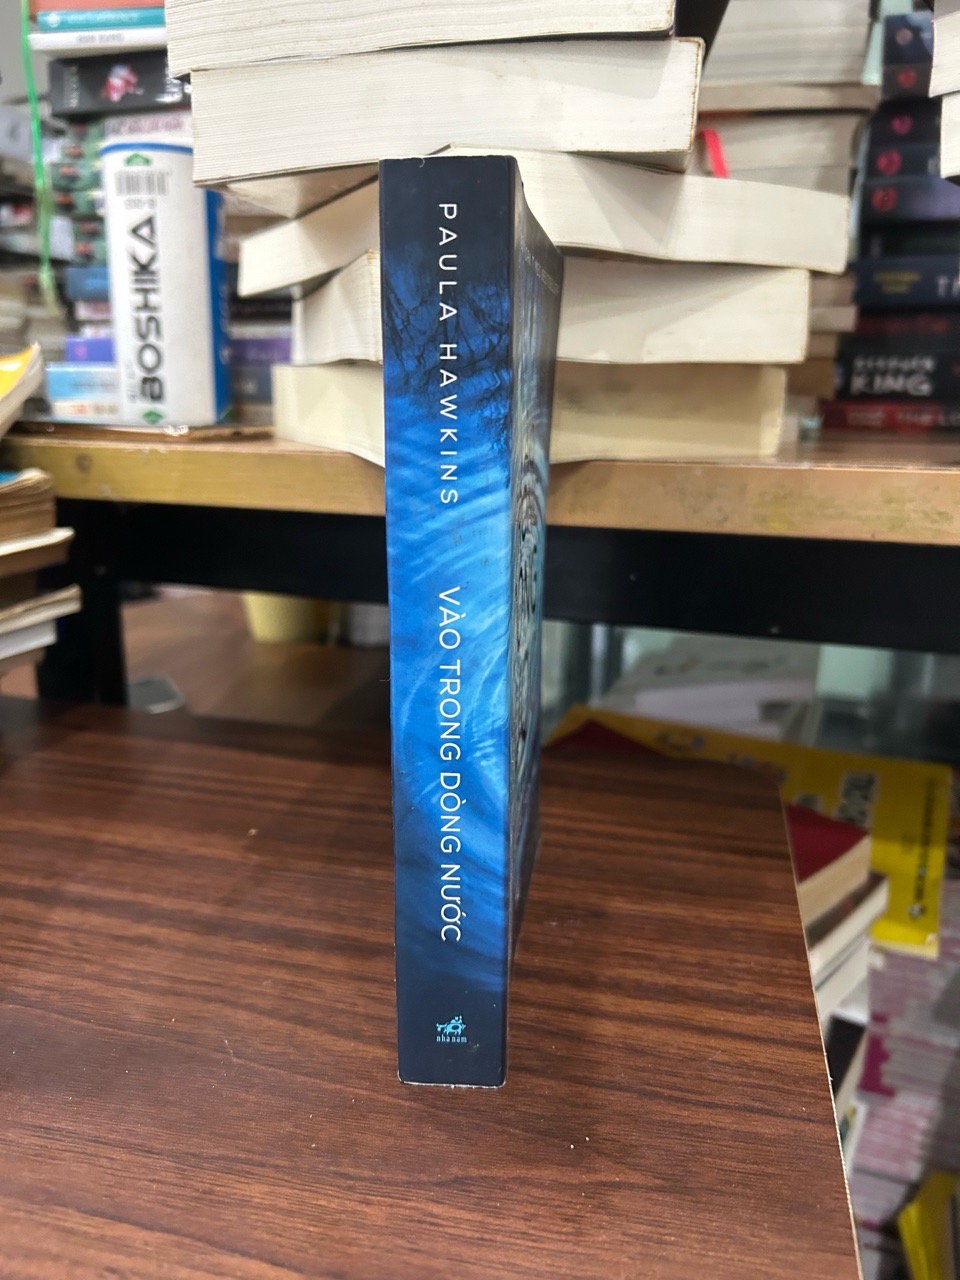 PAULA HAWKINS
VÀO TRONG DÒNG NƯỚC
nhã nam
BOSHIKA
STEPHEN
KING